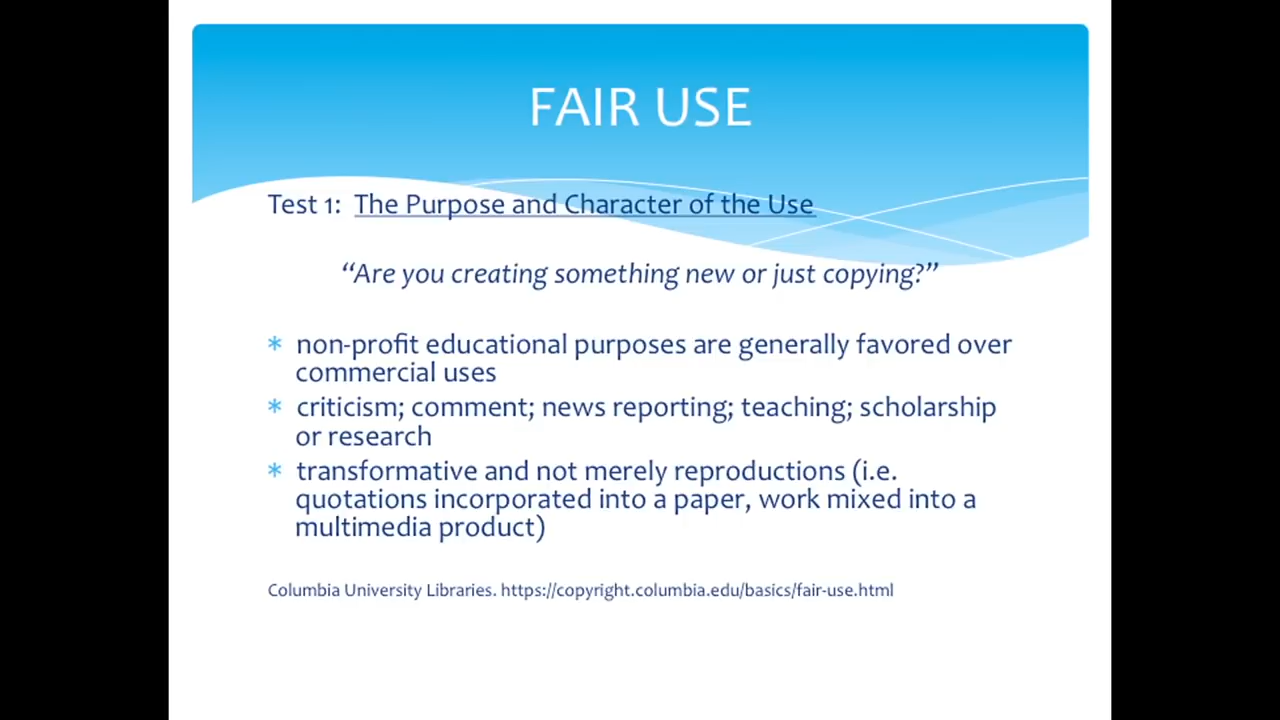 FAIR USE
Test 1: The Purpose and Character of the Use
“Are you creating something new or just copying?”
* non-profit educational purposes are generally favored over
commercial uses
* criticism; comment; news reporting; teaching; scholarship
or research
* transformative and not merely reproductions (i.e.
quotations incorporated into a paper, work mixed into a
multimedia product)
Columbia University Libraries. https://copyright.columbia.edu/basics/fair-use.html